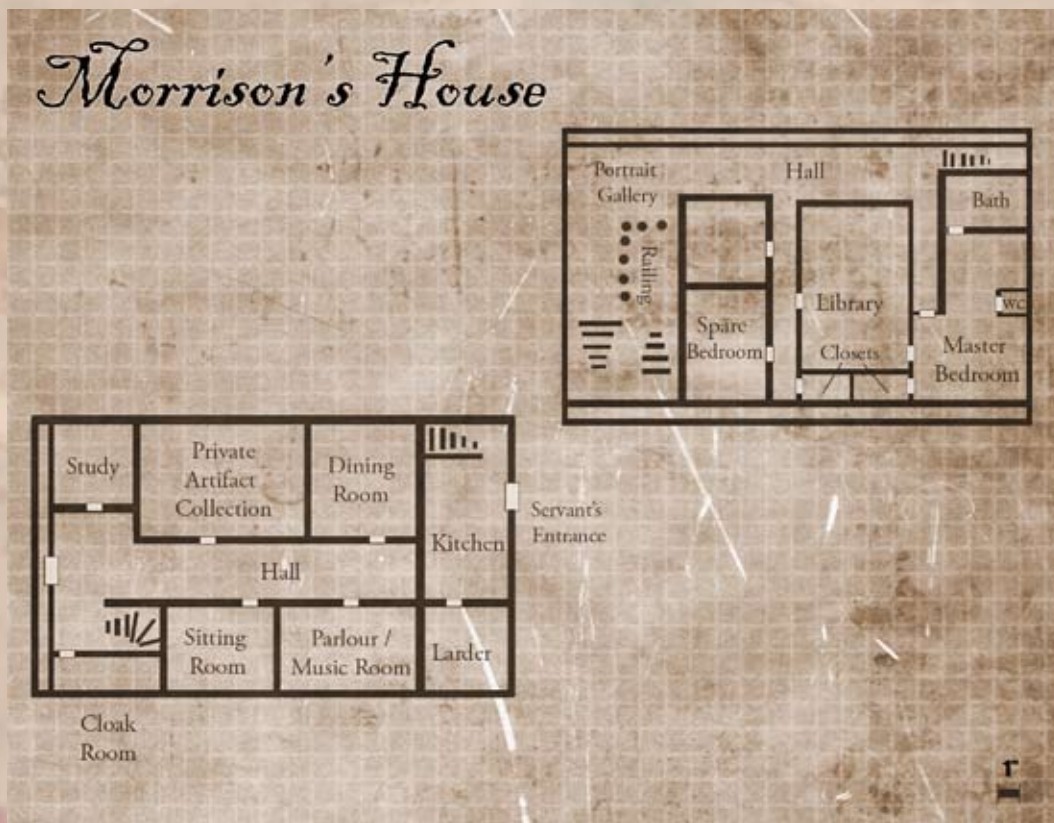 Morrison's House
Portrait
Gallery
Hall
Bath
Railing
Library
WC
Spare
Bedroom
Closets
Master
Bedroom
Study
Private
Artifact
Collection
Dining
Room
Servant's
Entrance
Kitchen
Hall
Sitting
Room
Parlour /
Music Room
Larder
Cloak
Room